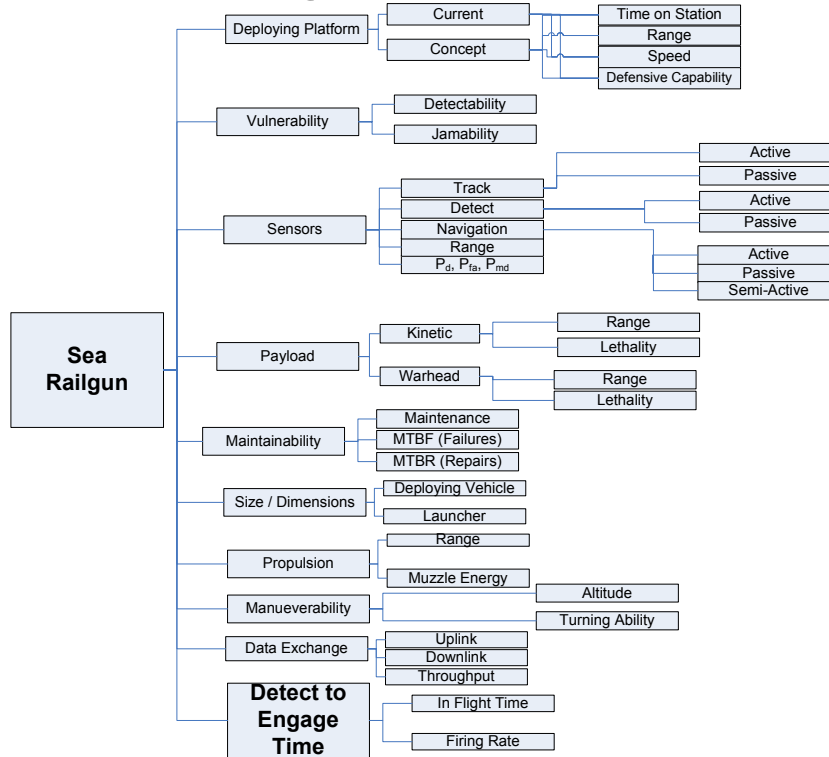 Deploying Platform
Current
Concept
Time on Station
Range
Speed
Defensive Capability
Vulnerability
Detectability
Jamability
Sensors
Track
Detect
Navigation
Range
Pd, Pfa, Pmd
Active
Passive
Active
Passive
Active
Passive
Semi-Active
Sea
Railgun
Payload
Kinetic
Range
Lethality
Warhead
Range
Lethality
Maintainability
Maintenance
MTBF (Failures)
MTBR (Repairs)
Size / Dimensions
Deploying Vehicle
Launcher
Propulsion
Range
Muzzle Energy
Manueverability
Altitude
Turning Ability
Data Exchange
Uplink
Downlink
Throughput
Detect to
Engage
Time
In Flight Time
Firing Rate